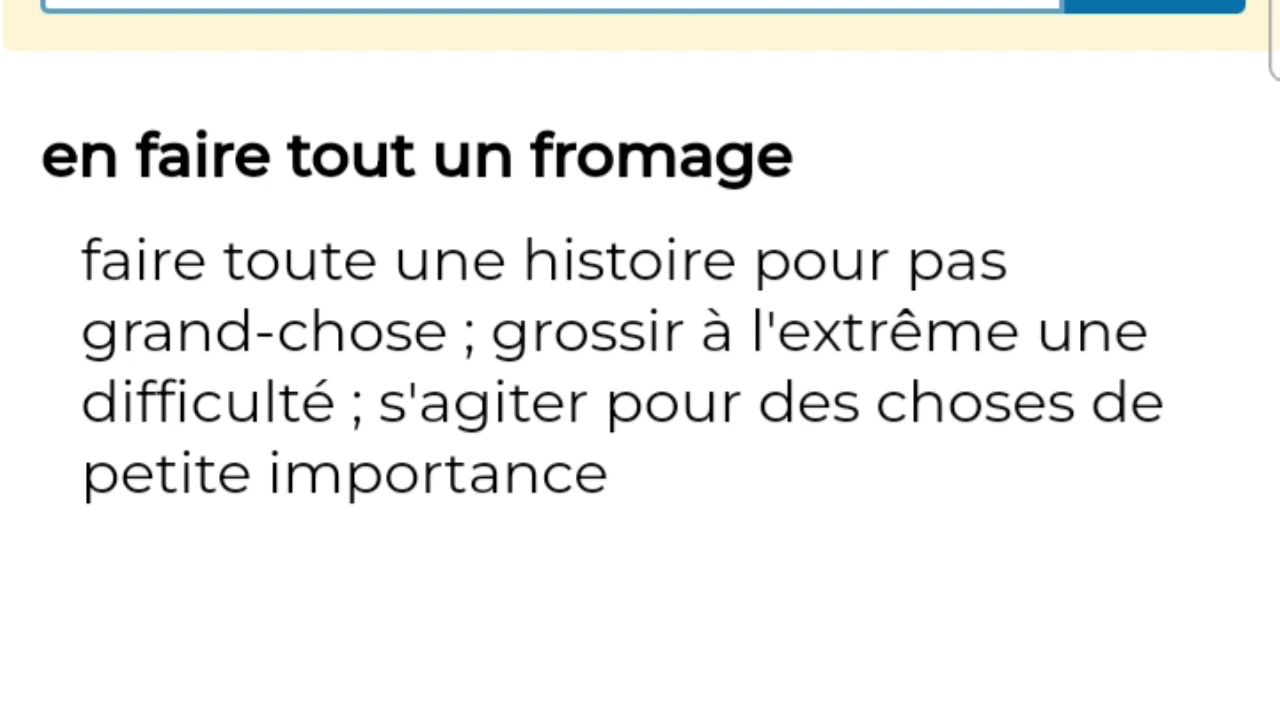 en faire tout un fromage
faire toute une histoire pour pas
grand-chose ; grossir à l'extrême une
difficulté ; s'agiter pour des choses de
petite importance